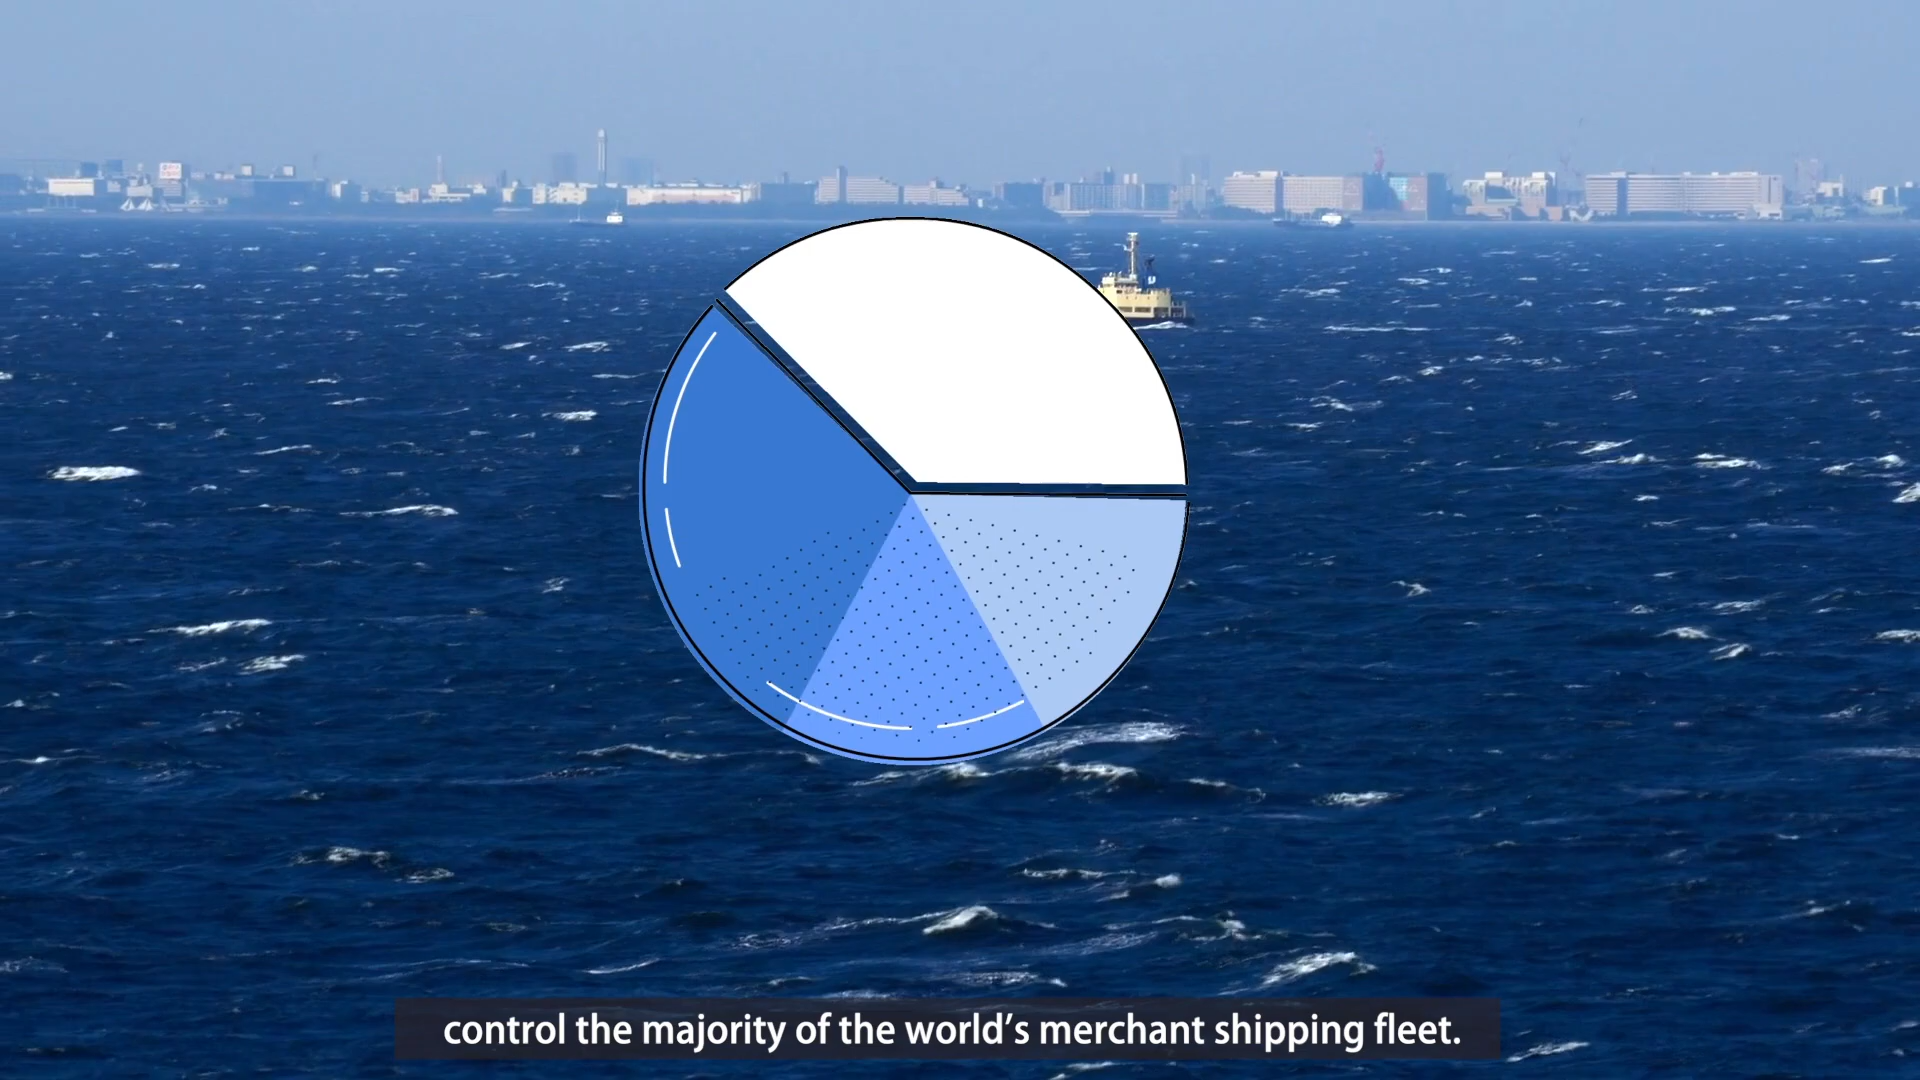 control the majority of the world’s merchant shipping fleet.